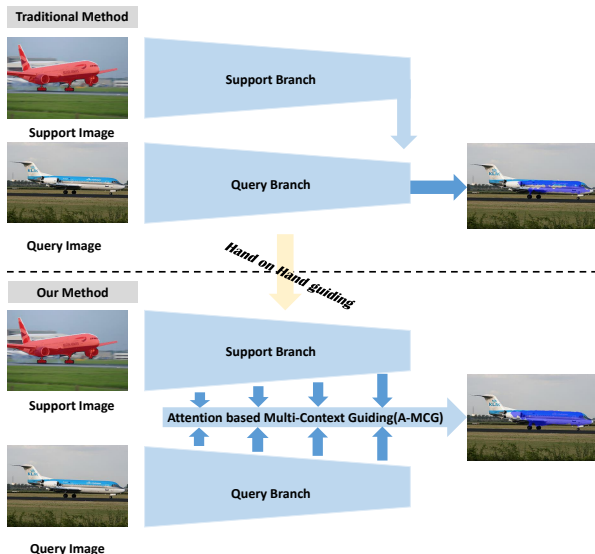 Traditional Method
Support Branch
Support Image
Query Branch
Query Image
Hand on Hand guiding
Our Method
Support Branch
Support Image
Attention based Multi-Context Guiding(A-MCG)
Query Branch
Query Image